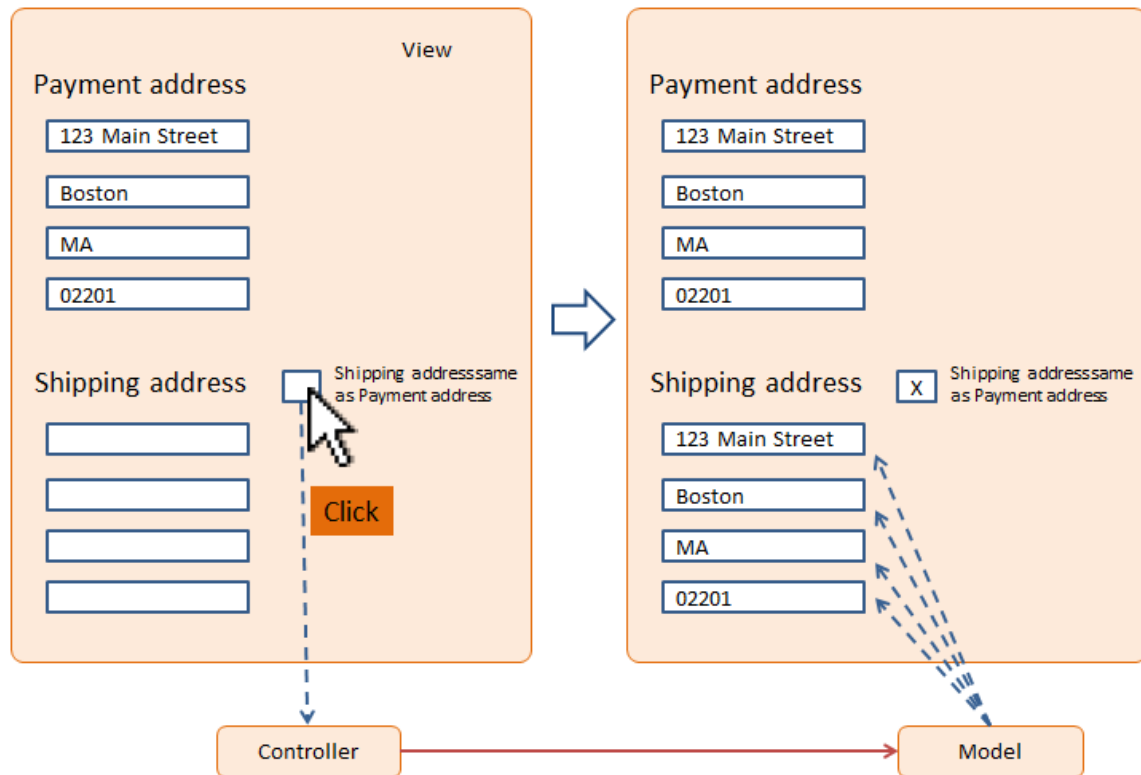 View
Payment address
123 Main Street
Boston
MA
02201
Shipping address
Shipping addresssame
as Payment address
Click
Payment address
123 Main Street
Boston
MA
02201
Shipping address
X
Shipping addresssame
as Payment address
123 Main Street
Boston
MA
02201
Controller
Model